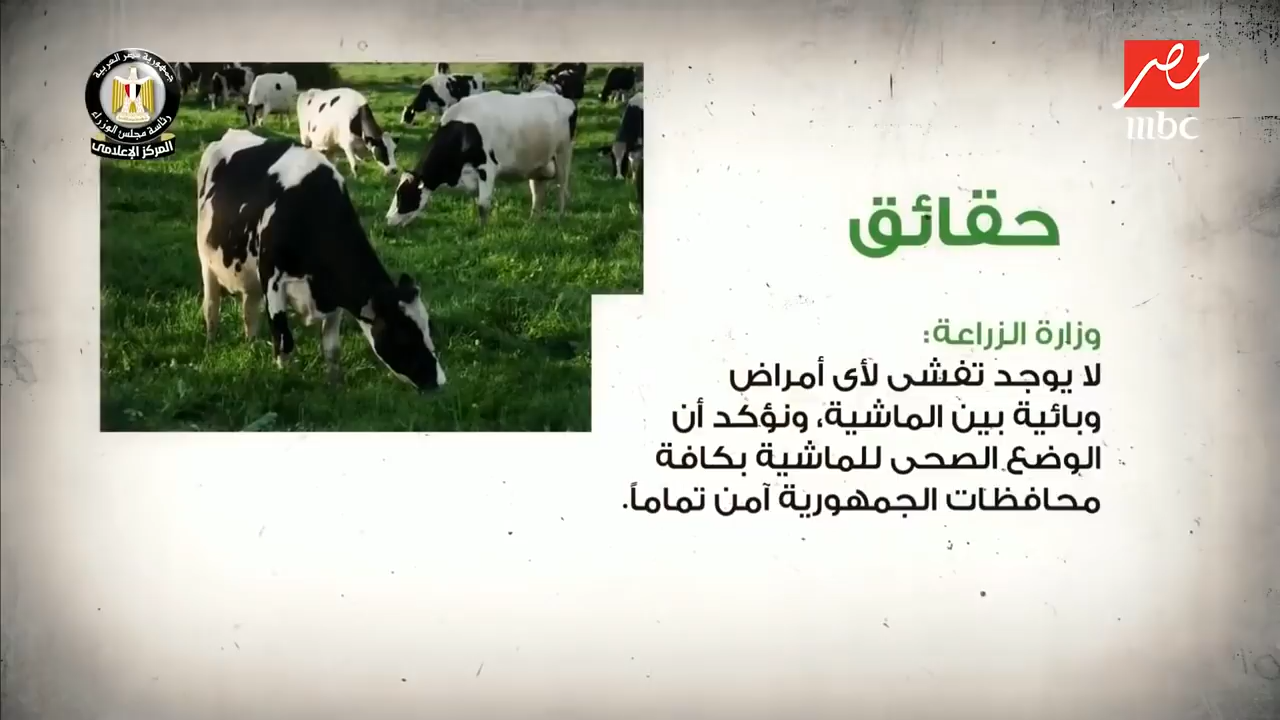 جمهورية مصر العربية
رئاسة مجلس الوزراء
المركز الإعلامى
مصر
mbc
حقائق
وزارة الزراعة:
لا يوجد تفشى لأى أمراض
وبائية بين الماشية، ونؤكد أن
الوضع الصحى للماشية بكافة
محافظات الجمهورية آمن تماماً.